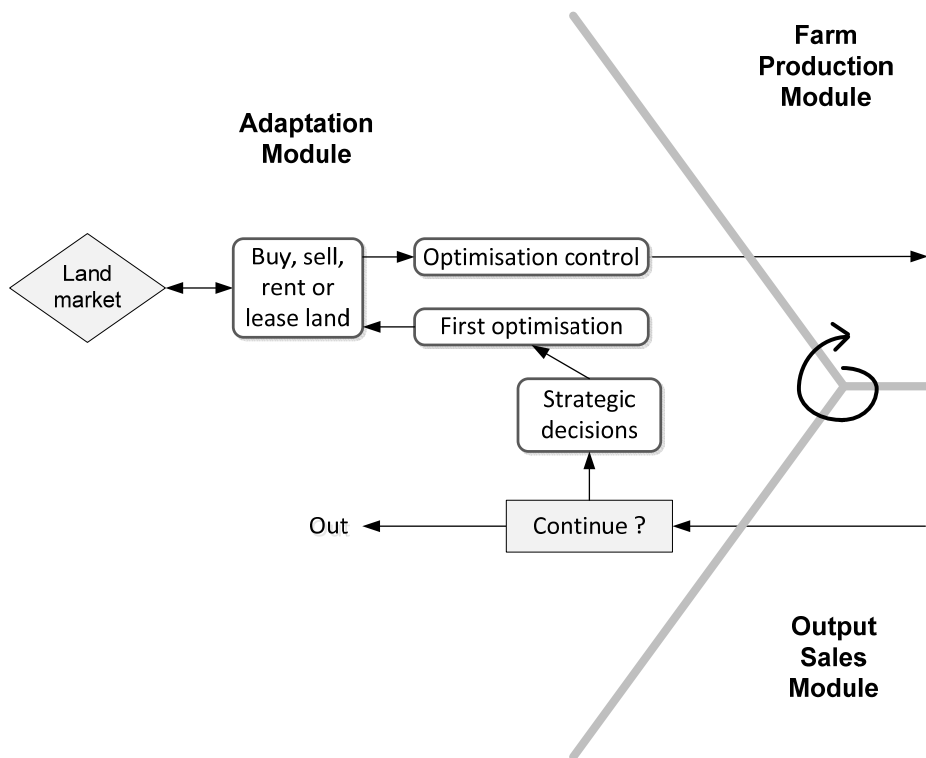 Farm
Production
Module
Adaptation
Module
Land
market
Buy, sell,
rent or
lease land
Optimisation control
First optimisation
Strategic
decisions
Out
Continue ?
Output
Sales
Module